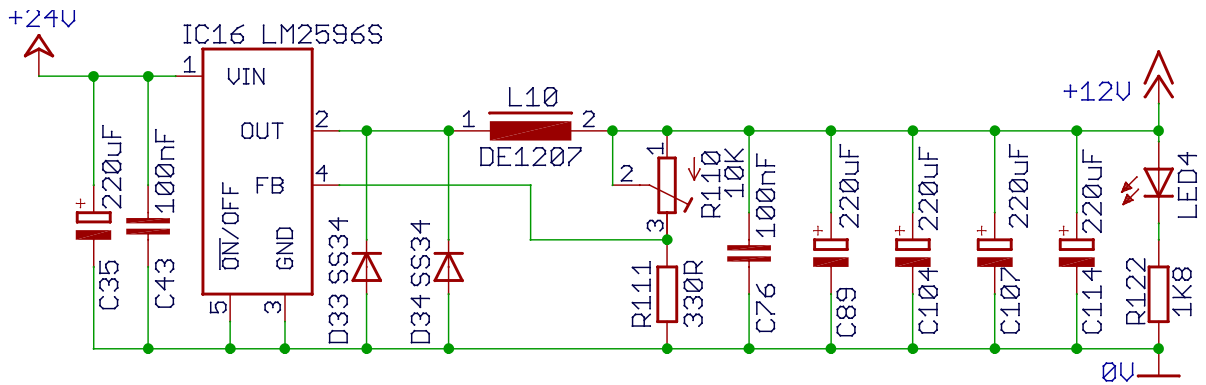 +24V
IC16 LM2596S
1
VIN
OUT
2
FB
4
ON/OFF
GND
5
3
220uF
C35
100nF
C43
D33 SS34
D34 SS34
L10
1
2
DE1207
1
2
3
R110
10K
R111
330R
100nF
C76
220uF
C89
220uF
C104
220uF
C107
220uF
C114
+12V
LED4
R122
1K8
0V
+
+
+
+
+